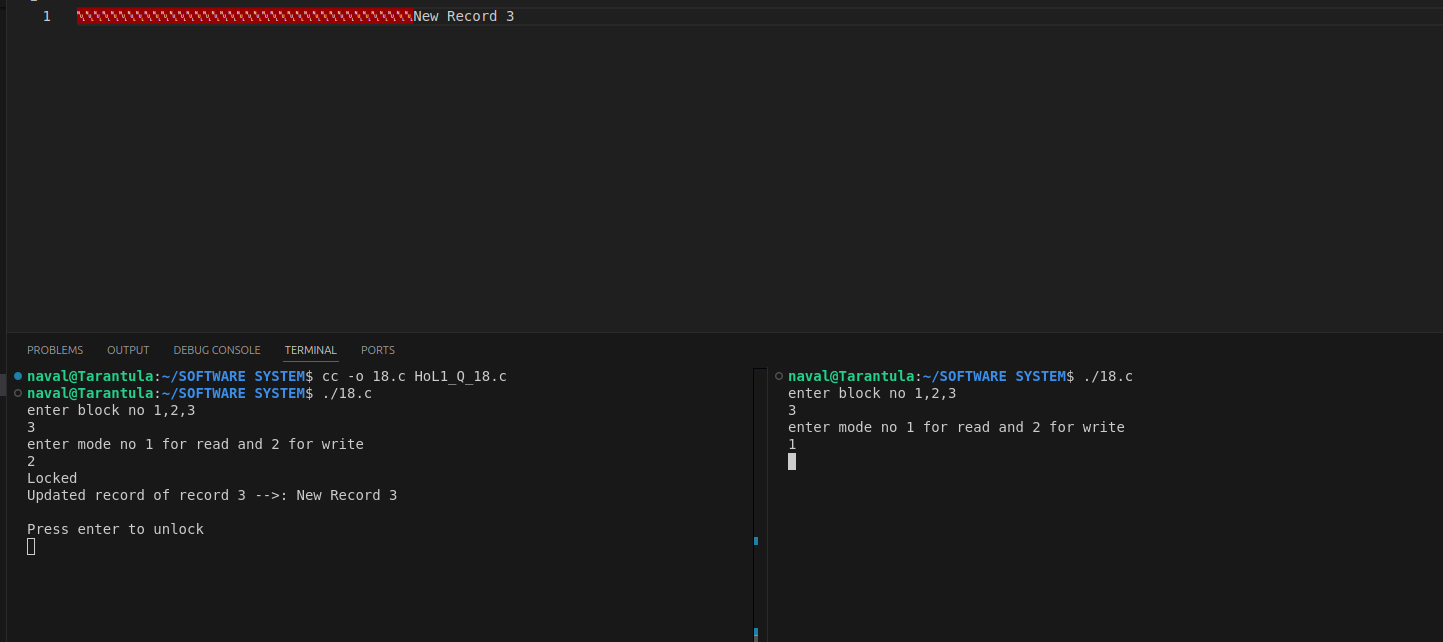 1 New Record 3
PROBLEMS OUTPUT DEBUG CONSOLE TERMINAL PORTS
naval@Tarantula:~/SOFTWARE SYSTEM$ cc -o 18.c HoL1_Q_18.c
naval@Tarantula:~/SOFTWARE SYSTEM$ ./18.c
enter block no 1,2,3
3
enter mode no 1 for read and 2 for write
2
Locked
Updated record of record 3 -->: New Record 3
Press enter to unlock
naval@Tarantula:~/SOFTWARE SYSTEM$ ./18.c
enter block no 1,2,3
3
enter mode no 1 for read and 2 for write
1